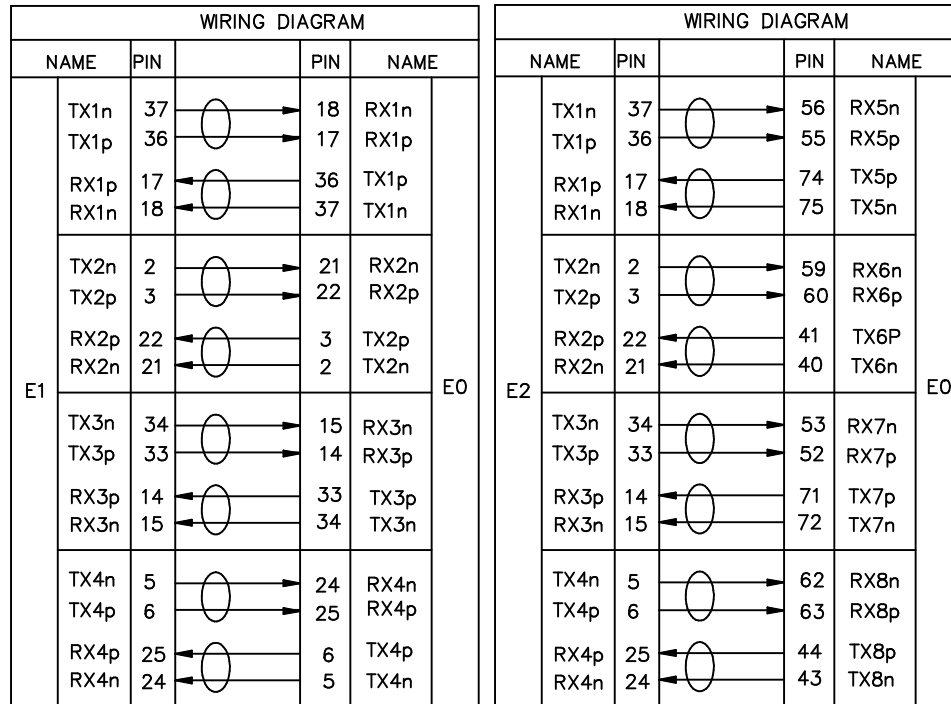 WIRING DIAGRAM
NAME PIN PIN NAME
TX1n 37 18 RX1n
TX1p 36 17 RX1p
RX1p 17 36 TX1p
RX1n 18 37 TX1n
TX2n 2 21 RX2n
TX2p 3 22 RX2p
RX2p 22 3 TX2p
RX2n 21 2 TX2n
E1 E0
TX3n 34 15 RX3n
TX3p 33 14 RX3p
RX3p 14 33 TX3p
RX3n 15 34 TX3n
TX4n 5 24 RX4n
TX4p 6 25 RX4p
RX4p 25 6 TX4p
RX4n 24 5 TX4n
WIRING DIAGRAM
NAME PIN PIN NAME
TX1n 37 56 RX5n
TX1p 36 55 RX5p
RX1p 17 74 TX5p
RX1n 18 75 TX5n
TX2n 2 59 RX6n
TX2p 3 60 RX6p
RX2p 22 41 TX6P
RX2n 21 40 TX6n
E2 E0
TX3n 34 53 RX7n
TX3p 33 52 RX7p
RX3p 14 71 TX7p
RX3n 15 72 TX7n
TX4n 5 62 RX8n
TX4p 6 63 RX8p
RX4p 25 44 TX8p
RX4n 24 43 TX8n